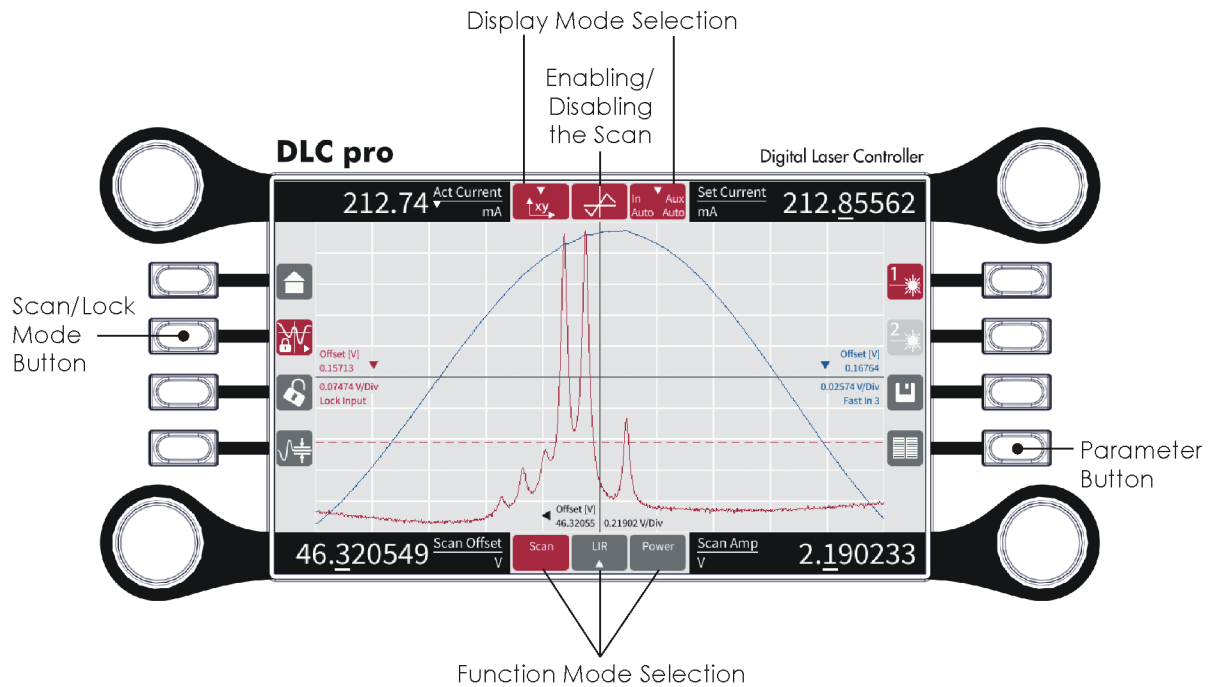 Display Mode Selection
Enabling/
Disabling
the Scan
DLC pro
Digital Laser Controller
212.74 Act Current
mA
xy
In Aux
Auto Auto
Set Current
mA
212.85562
Scan/Lock
Mode
Button
1
2
Offset [V]
0.15713
0.07474 V/Div
Lock Input
Offset [V]
0.16764
0.02574 V/Div
Fast In 3
Parameter
Button
Offset [V]
46.32055 0.21902 V/Div
46.320549 Scan Offset
V
Scan
LIR
Power
Scan Amp
V
2.190233
Function Mode Selection